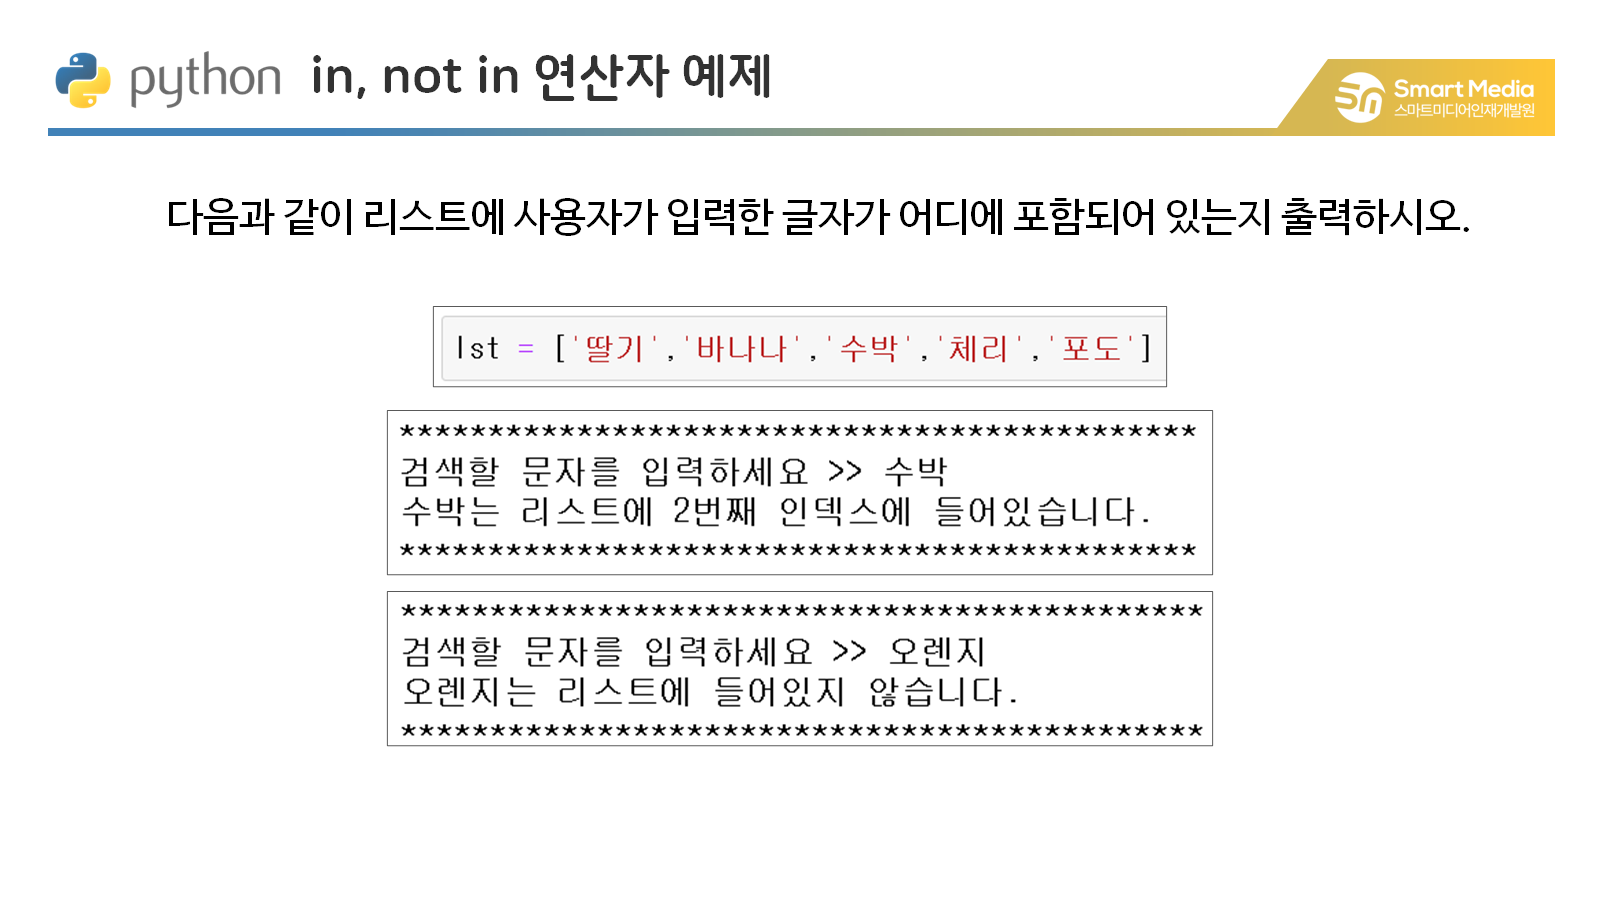 python in, not in 연산자 예제
Smart Media
스마트미디어인재개발원
다음과 같이 리스트에 사용자가 입력한 글자가 어디에 포함되어 있는지 출력하시오.
lst = ['딸기','바나나','수박','체리','포도']
*********************************************
검색할 문자를 입력하세요 >> 수박
수박는 리스트에 2번째 인덱스에 들어있습니다.
*********************************************
*********************************************
검색할 문자를 입력하세요 >> 오렌지
오렌지는 리스트에 들어있지 않습니다.
*********************************************